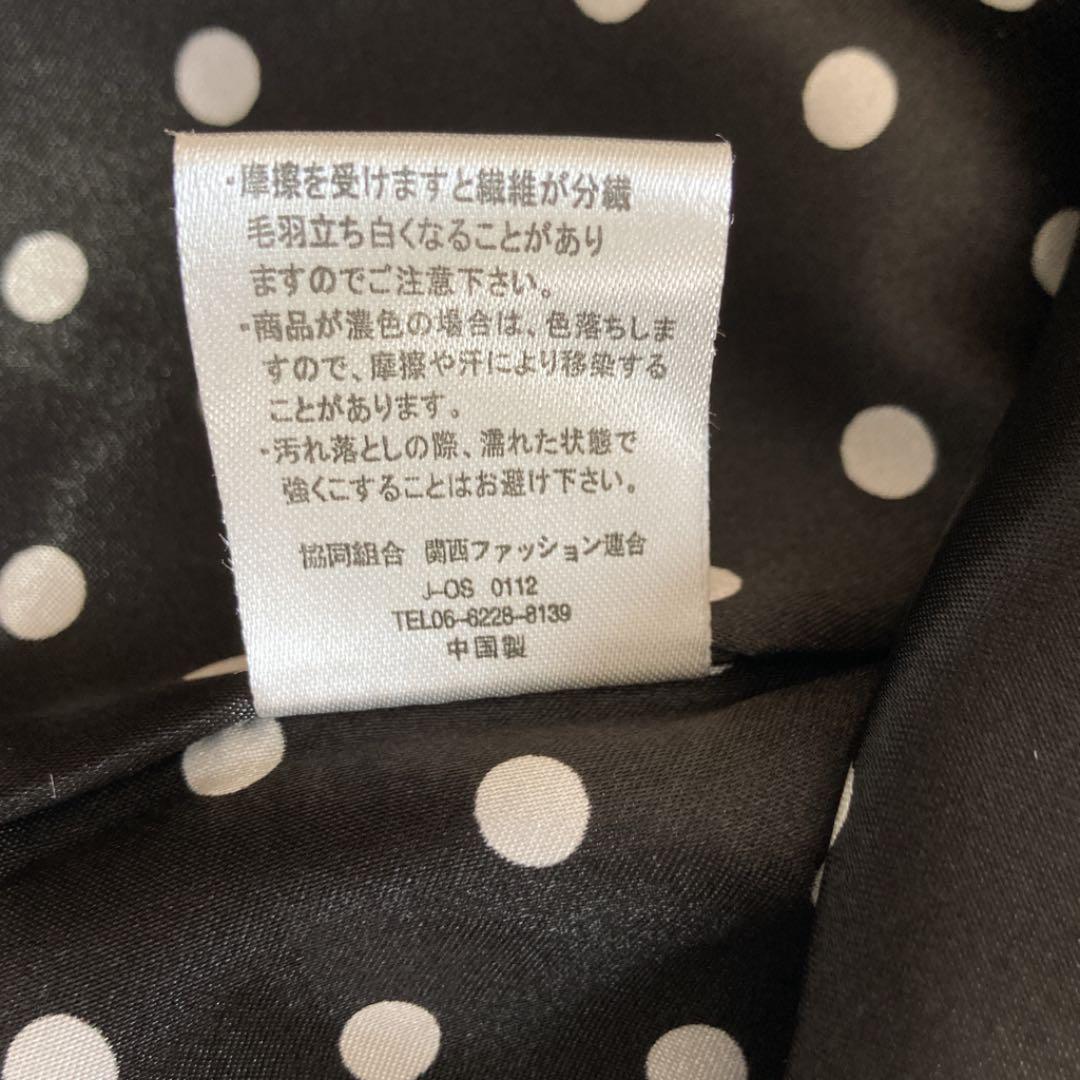 ・摩擦を受けますと繊維が分繊
毛羽立ち白くなることがあり
ますのでご注意下さい。
・商品が濃色の場合は、色落ちしま
すので、摩擦や汗により移染する
ことがあります。
・汚れ落としの際、濡れた状態で
強くこすることはお避け下さい。
協同組合 関西ファッション連合
J-OS 0112
TEL06-6228-8139
中国製